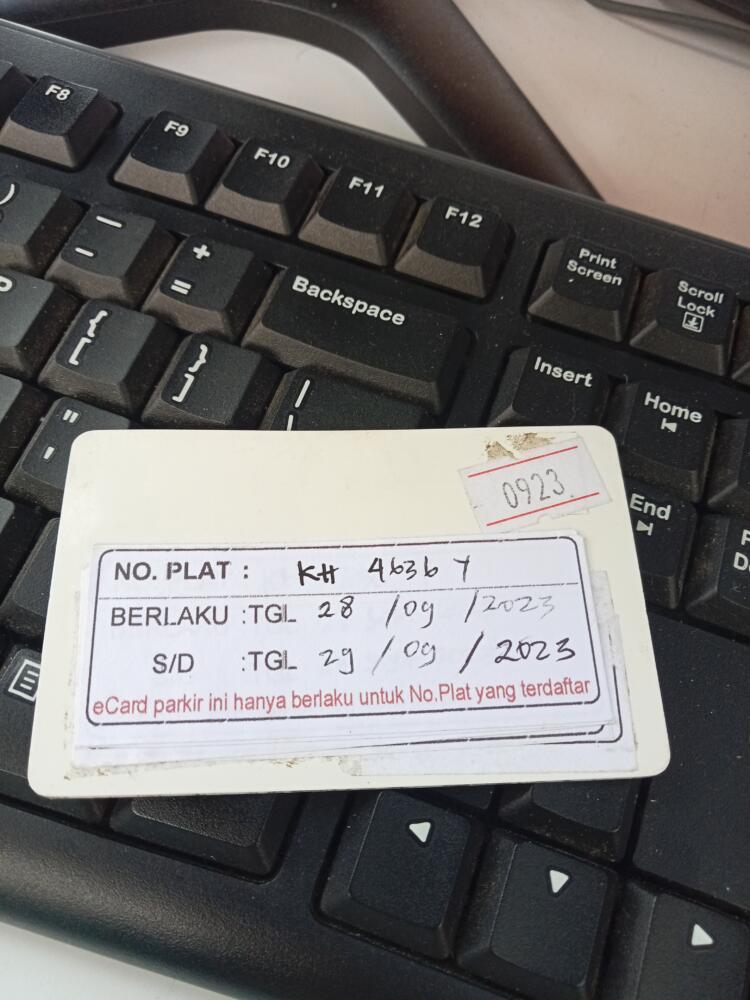 F8
F9
F10
F11
F12
Print
Screen
Scroll
Lock
Backspace
Insert
Home
End
0923
NO. PLAT : KH 4636 Y
BERLAKU :TGL 28 / 09 / 2023
S/D :TGL 29 / 09 / 2023
eCard parkir ini hanya berlaku untuk No.Plat yang terdaftar